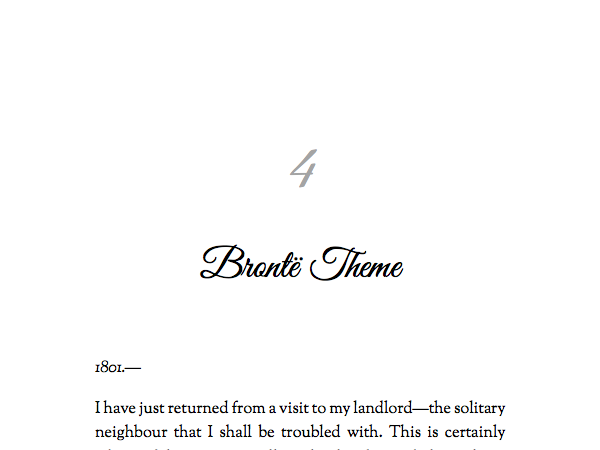 4
Brontë Theme
1801.—
I have just returned from a visit to my landlord—the solitary
neighbour that I shall be troubled with. This is certainly